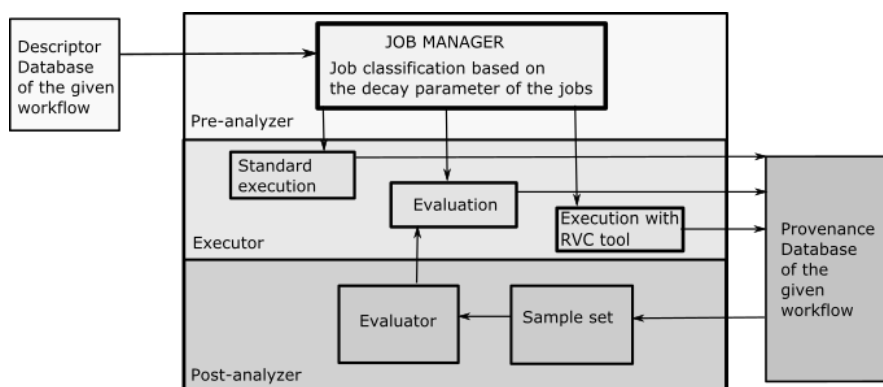 Descriptor
Database
of the given
workflow
JOB MANAGER
Job classification based on
the decay parameter of the jobs
Pre-analyzer
Standard
execution
Evaluation
Execution with
RVC tool
Executor
Provenance
Database
of the
given
workflow
Evaluator
Sample set
Post-analyzer